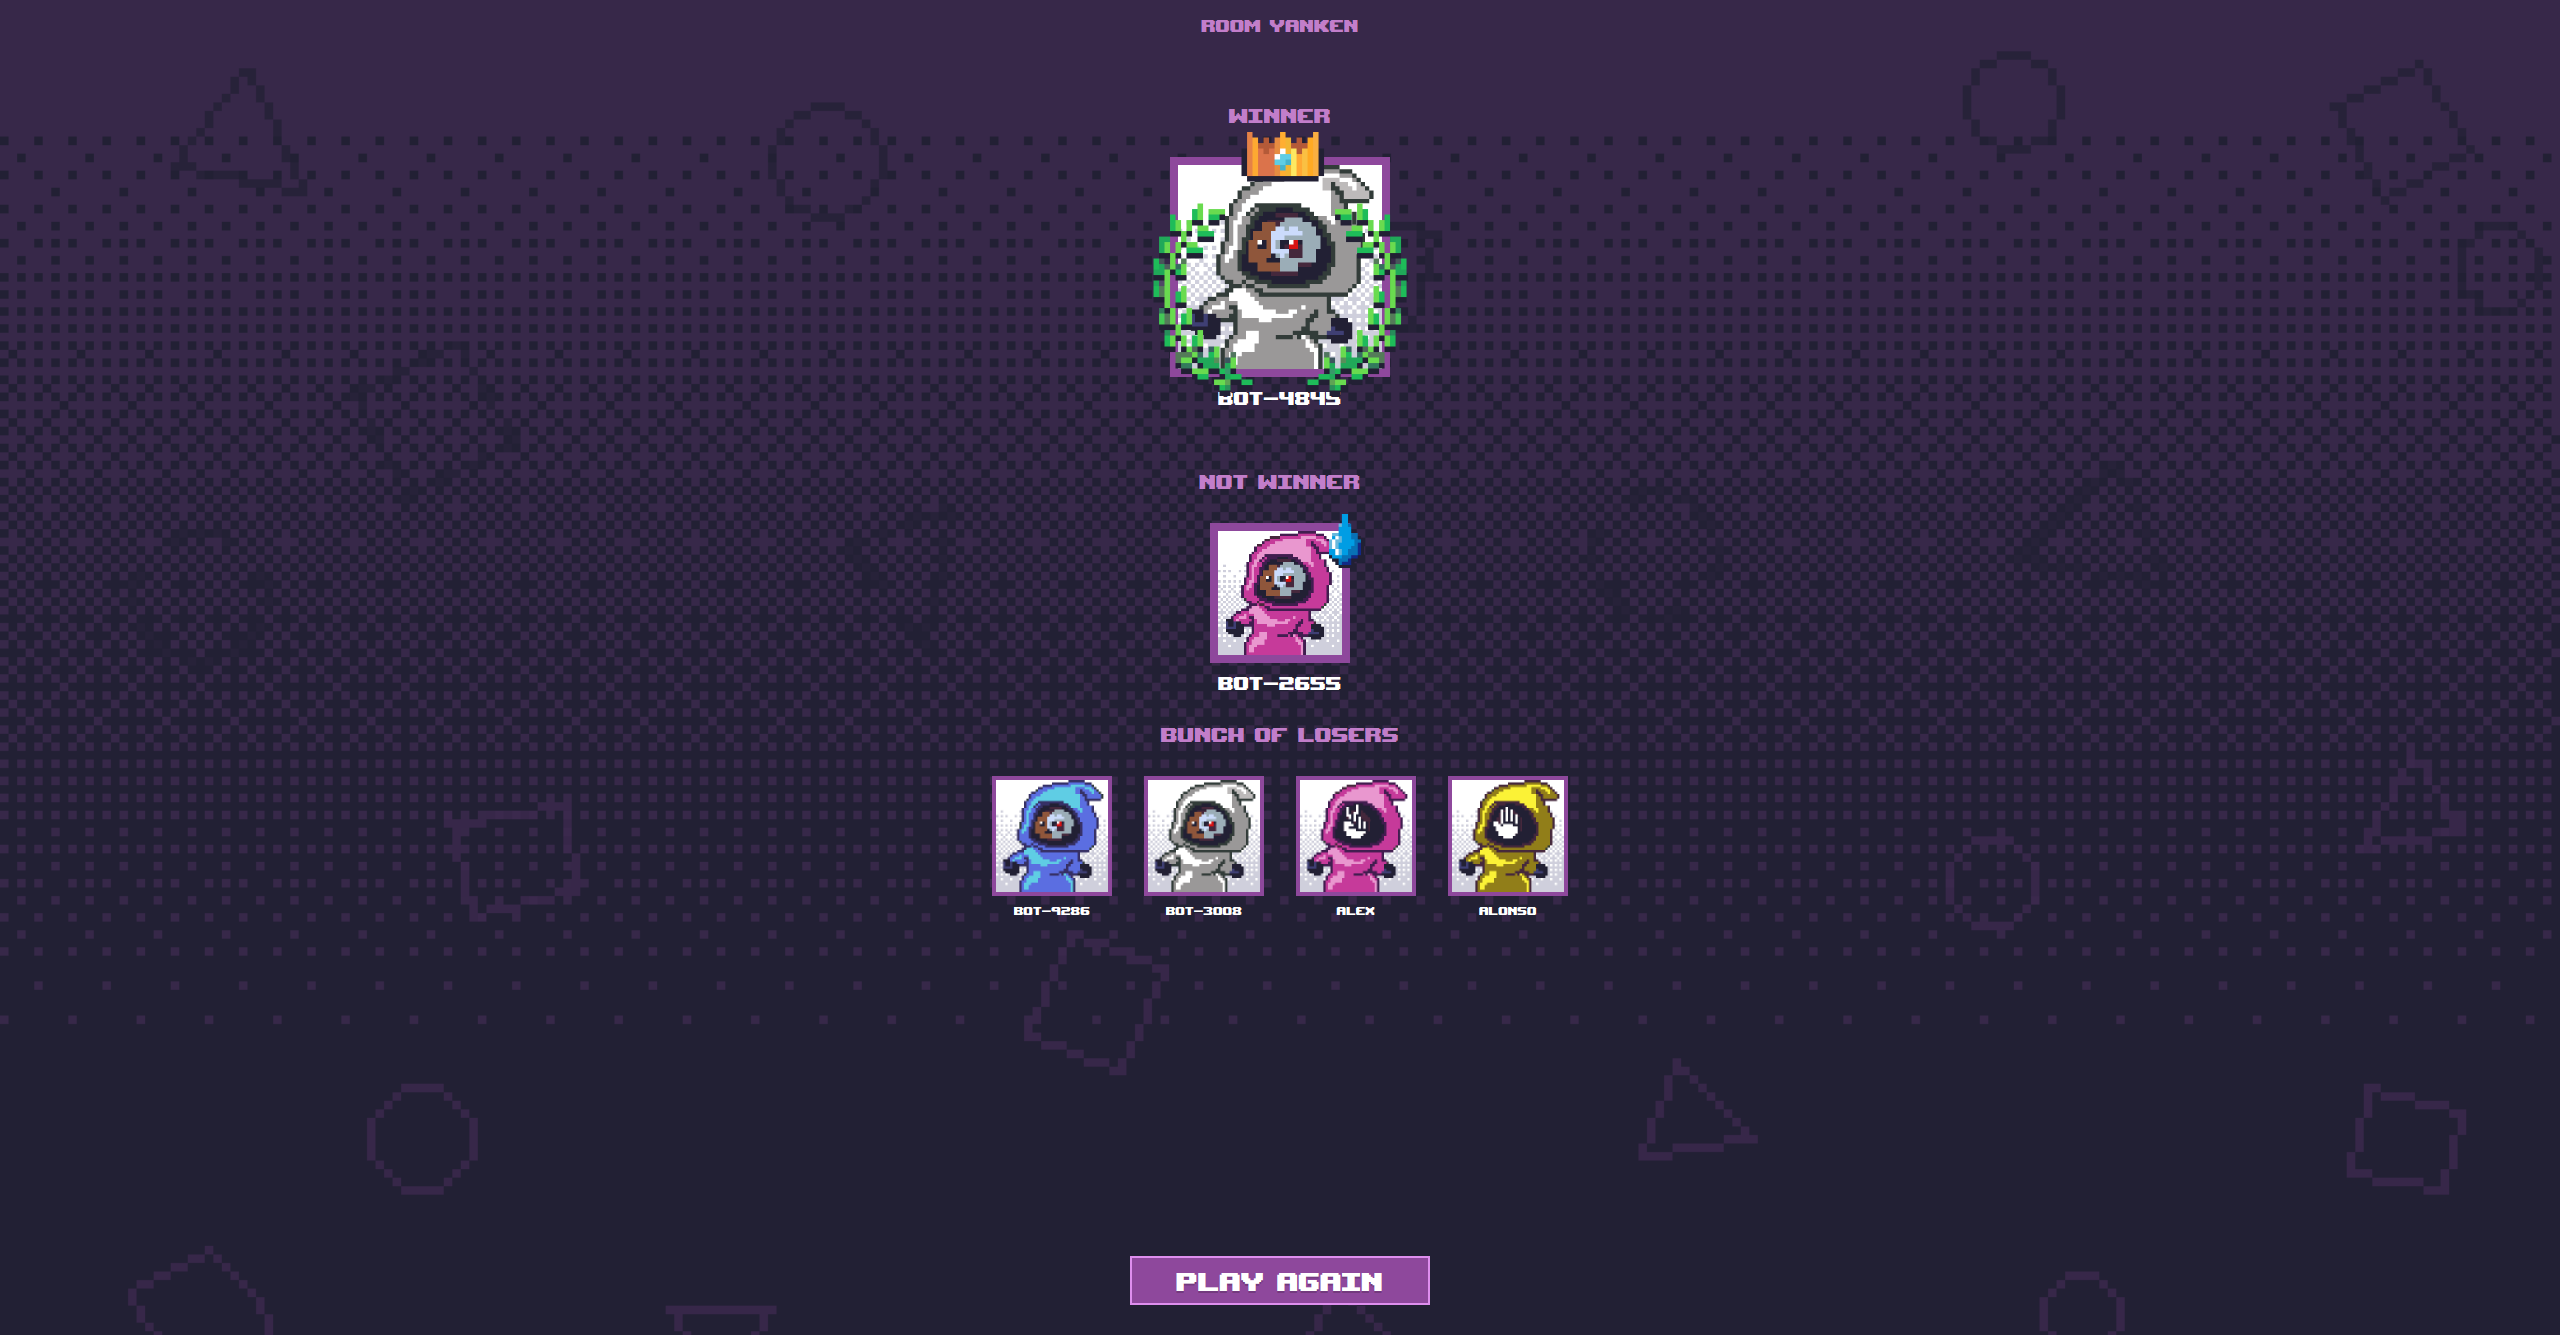 ROOM YANKEN
WINNER
BOT-4845
NOT WINNER
BOT-2655
BUNCH OF LOSERS
BOT-9286
BOT-3008
ALEX
ALONSO
PLAY AGAIN